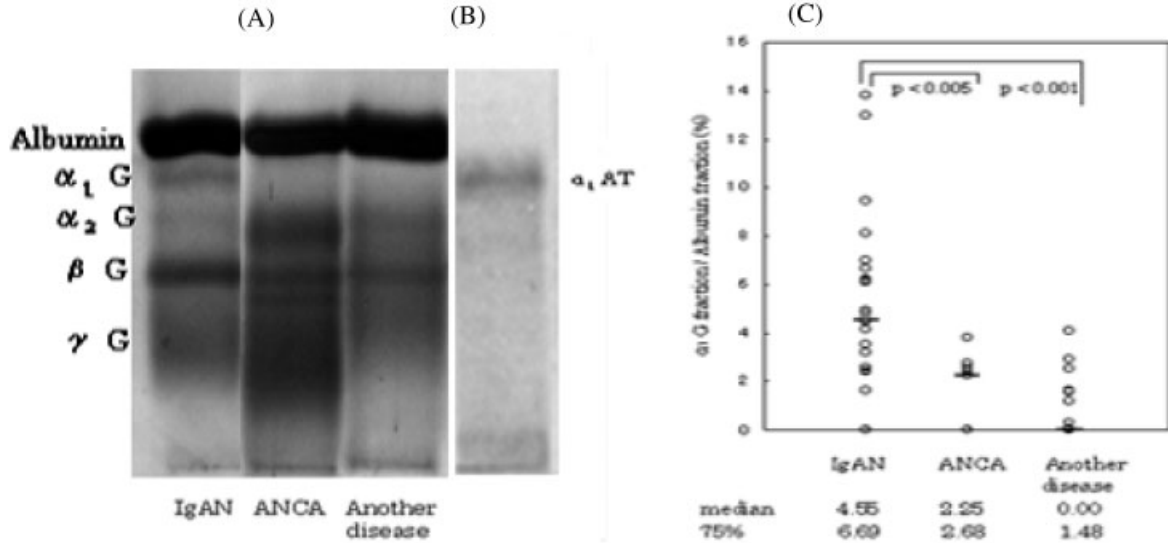 (A)
(B)
(C)
Albumin
α₁ G
α₂ G
β G
γ G
IgAN ANCA Another
disease
α₁ AT
α₁ G fraction/ Albumin fraction (%)
16
14
12
10
8
6
4
2
0
p < 0.005 p < 0.001
IgAN ANCA Another
disease
median 4.55 2.25 0.00
75% 6.69 2.68 1.48